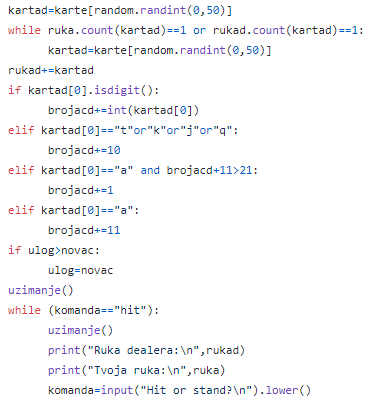 kartad=karte[random.randint(0,50)]
while ruka.count(kartad)==1 or rukad.count(kartad)==1:
kartad=karte[random.randint(0,50)]
rukad+=kartad
if kartad[0].isdigit():
brojacd+=int(kartad[0])
elif kartad[0]=="t"or"k"or"j"or"q":
brojacd+=10
elif kartad[0]=="a" and brojacd+11>21:
brojacd+=1
elif kartad[0]=="a":
brojacd+=11
if ulog>novac:
ulog=novac
uzimanje()
while (komanda=="hit"):
uzimanje()
print("Ruka dealera:\n",rukad)
print("Tvoja ruka:\n",ruka)
komanda=input("Hit or stand?\n").lower()